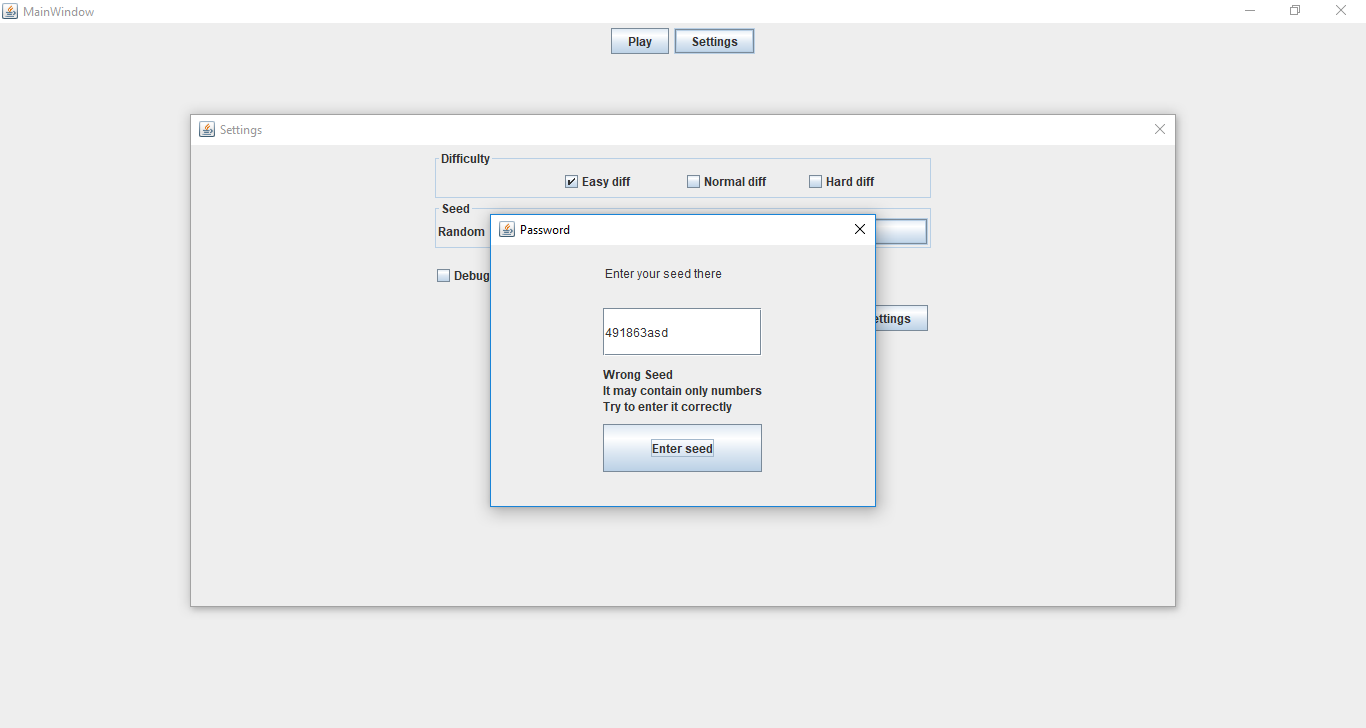 MainWindow
Play Settings
Settings
Difficulty
Easy diff Normal diff Hard diff
Seed
Random
Password
Enter your seed there
Debug
491863asd
ettings
Wrong Seed
It may contain only numbers
Try to enter it correctly
Enter seed